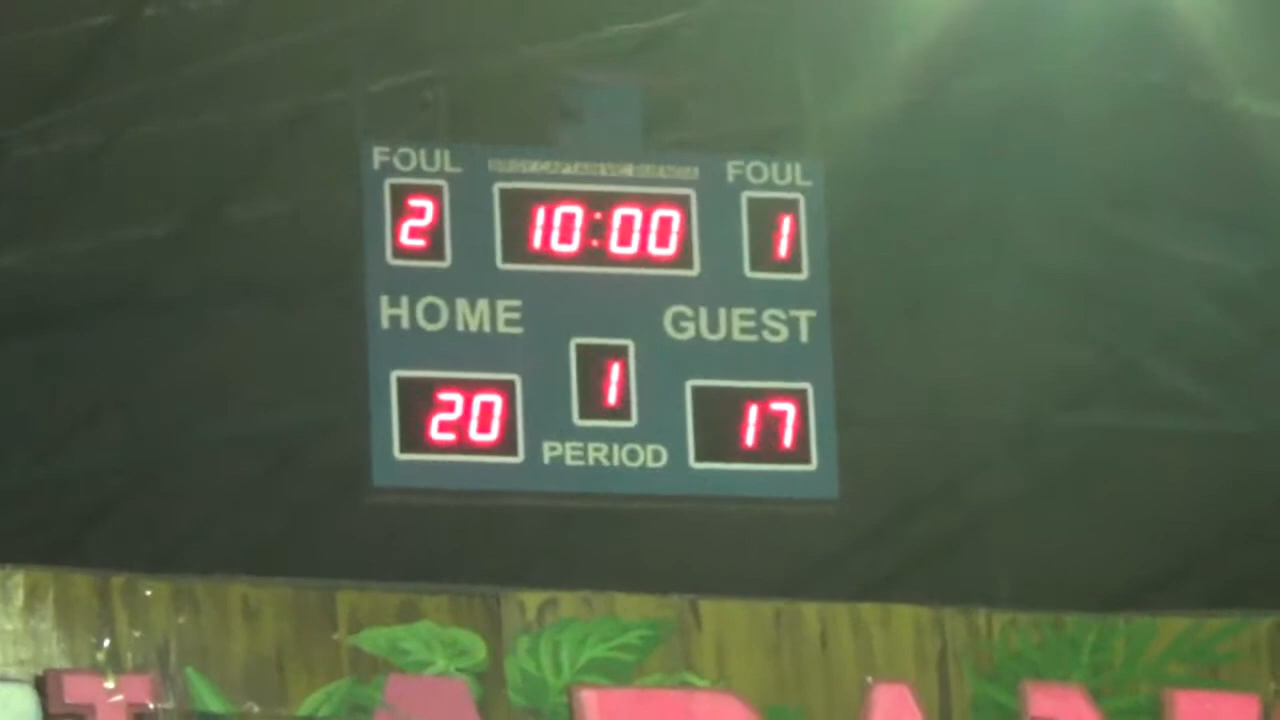 FOUL FOUL
2 10:00 1
HOME GUEST
20 1 17
PERIOD